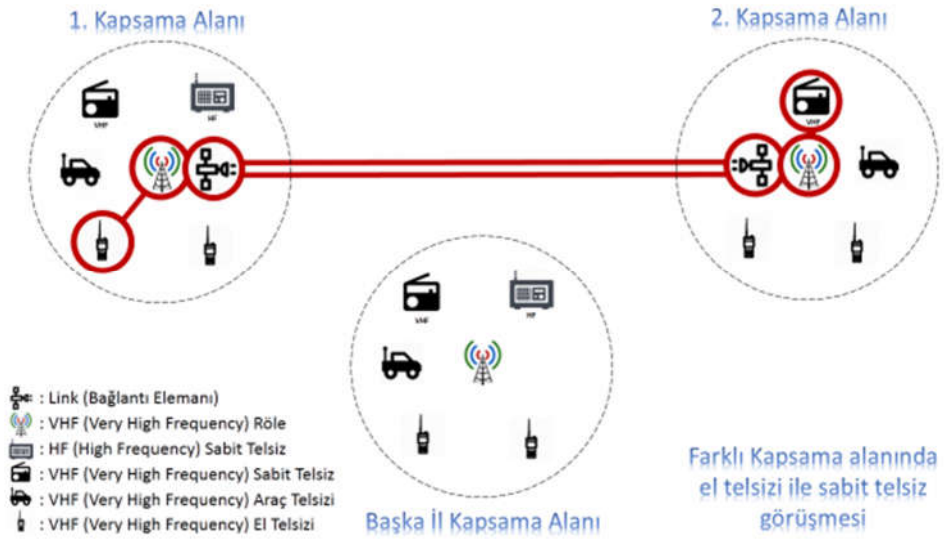 1. Kapsama Alanı
2. Kapsama Alanı
VHF
HF
VHF
VHF
HF
: Link (Bağlantı Elemanı)
: VHF (Very High Frequency) Röle
: HF (High Frequency) Sabit Telsiz
: VHF (Very High Frequency) Sabit Telsiz
: VHF (Very High Frequency) Araç Telsizi
: VHF (Very High Frequency) El Telsizi
Başka İl Kapsama Alanı
Farklı Kapsama alanında
el telsizi ile sabit telsiz
görüşmesi